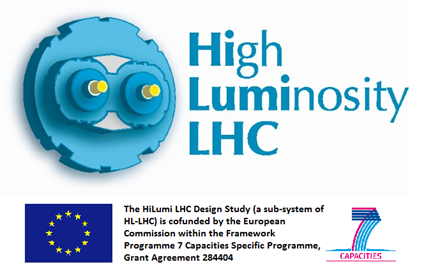 High
Luminosity
LHC
The HiLumi LHC Design Study (a sub-system of
HL-LHC) is cofunded by the European
Commission within the Framework
Programme 7 Capacities Specific Programme,
Grant Agreement 284404
7
CAPACITIES